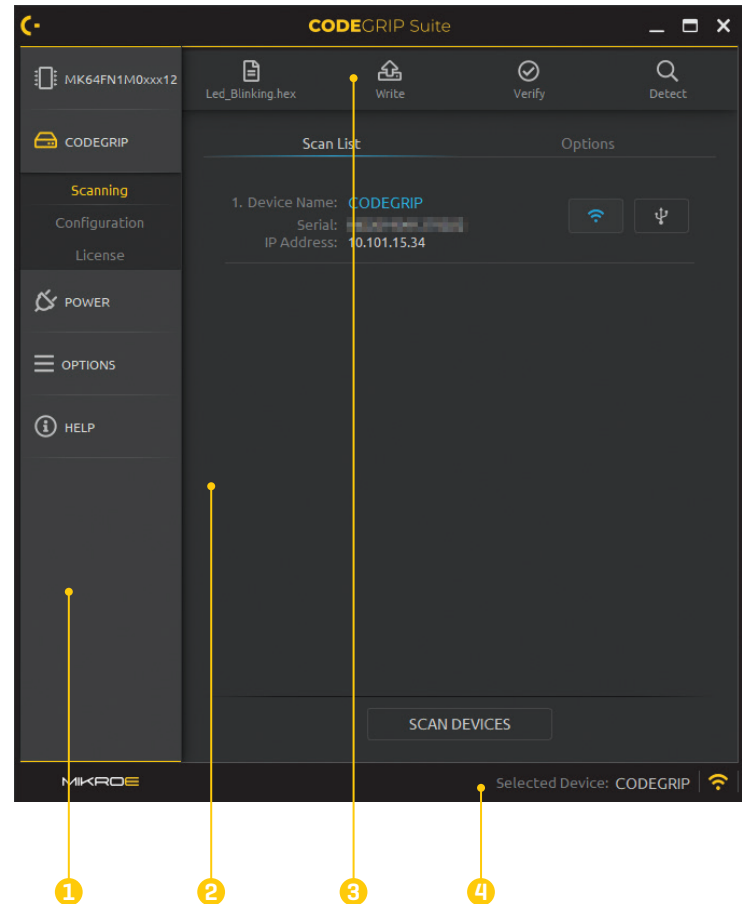 CODEGRIP Suite
MK64FN1M0xxx12
CODEGRIP
Scanning
Configuration
License
POWER
OPTIONS
HELP
Led_Blinking.hex
Write
Verify
Detect
Scan List
Options
1. Device Name: CODEGRIP
Serial:
IP Address: 10.101.15.34
SCAN DEVICES
MIKROE
Selected Device: CODEGRIP
1 2 3 4